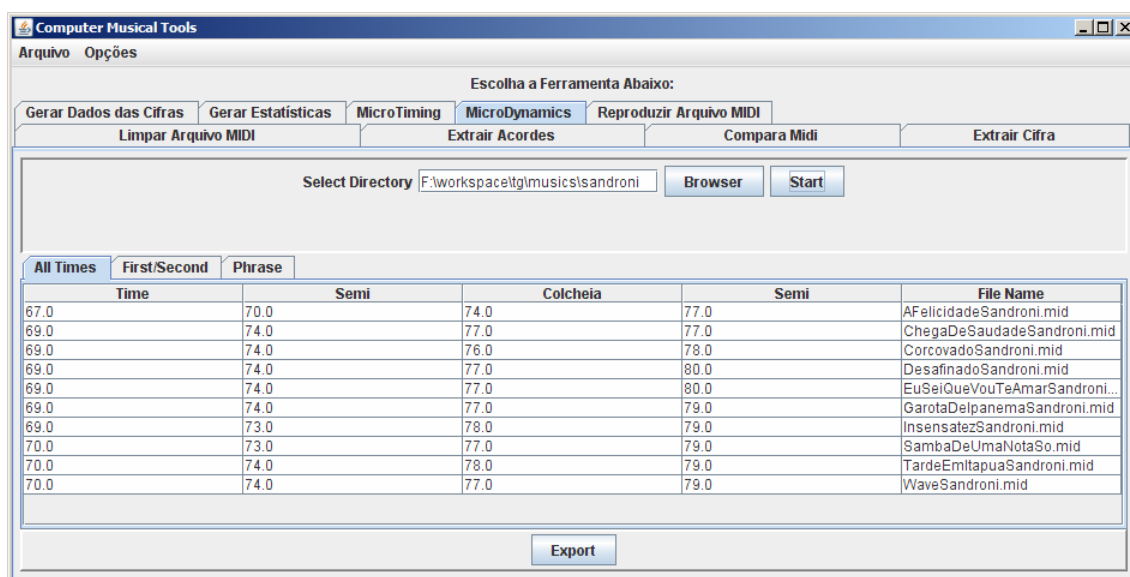 Computer Musical Tools
Arquivo Opções
Escolha a Ferramenta Abaixo:
Gerar Dados das Cifras Gerar Estatísticas MicroTiming MicroDynamics Reproduzir Arquivo MIDI
Limpar Arquivo MIDI Extrair Acordes Compara Midi Extrair Cifra
Select Directory F:\workspace\tg\musics\sandroni Browser Start
All Times First/Second Phrase
Time Semi Colcheia Semi File Name
67.0 70.0 74.0 77.0 AFelicidadeSandroni.mid
69.0 74.0 77.0 77.0 ChegaDeSaudadeSandroni.mid
69.0 74.0 76.0 78.0 CorcovadoSandroni.mid
69.0 74.0 77.0 80.0 DesafinadoSandroni.mid
69.0 74.0 77.0 80.0 EuSeiQueVouTeAmarSandroni...
69.0 74.0 77.0 79.0 GarotaDeIpanemaSandroni.mid
69.0 73.0 78.0 79.0 InsensatezSandroni.mid
70.0 73.0 77.0 79.0 SambaDeUmaNotaSo.mid
70.0 74.0 78.0 79.0 TardeEmItapuaSandroni.mid
70.0 74.0 77.0 79.0 WaveSandroni.mid
Export